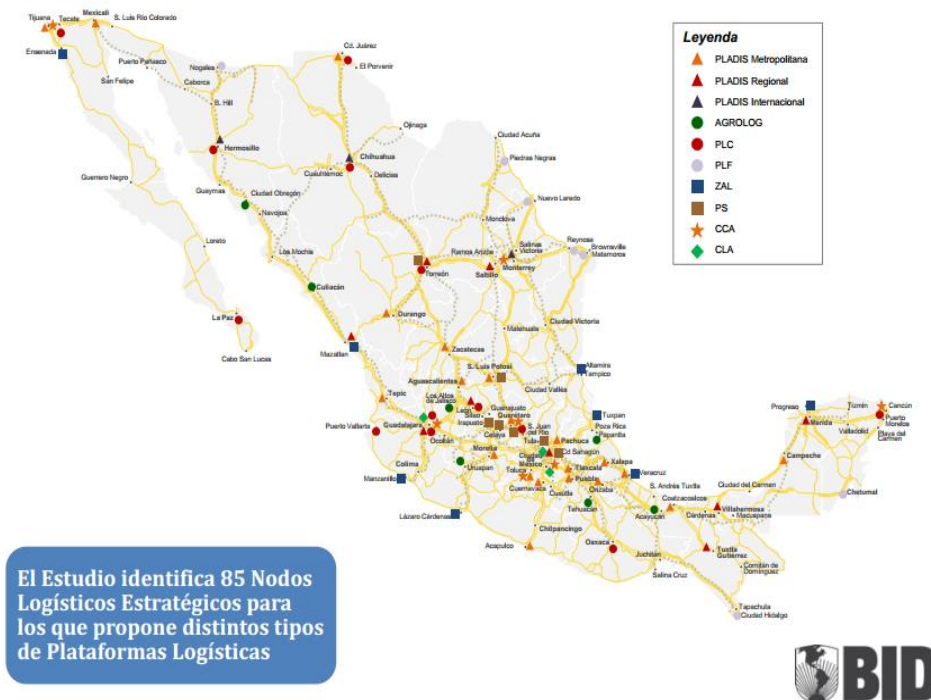 Leyenda
PLADIS Metropolitana
PLADIS Regional
PLADIS Internacional
AGROLOG
PLC
PLF
ZAL
PS
CCA
CLA
Tijuana
Tecate
Mexicali
S. Luis Río Colorado
Ensenada
San Felipe
Puerto Peñasco
Nogales
Caborca
B. Hill
Cd. Juárez
El Porvenir
Ojinaga
Hermosillo
Chihuahua
Cuauhtémoc
Delicias
Ciudad Acuña
Piedras Negras
Guerrero Negro
Guaymas
Ciudad Obregón
Navojoa
Nuevo Laredo
Monclova
Loreto
Los Mochis
Ramos Arizpe
Salinas
Victoria
Reynosa
Brownsville
Matamoros
Monterrey
Saltillo
Torreón
Culiacán
La Paz
Durango
Cabo San Lucas
Mazatlan
Matehuala
Ciudad Victoria
Zacatecas
S. Luis Potosí
Aguascalientes
Altamira
Tampico
Ciudad Valles
Tepic
Los Altos
de Jalisco
León
Guanajuato
Silao
Irapuato
Querétaro
Celaya
S. Juan
del Río
Tuxpan
Poza Rica
Papantla
Puerto Vallarta
Guadalajara
Ocotlán
Tula
Pachuca
Cd Sahagún
Morelia
Ciudad
de
México
Toluca
Tlaxcala
Puebla
Xalapa
Veracruz
Colima
Uruapan
Manzanillo
Cuernavaca
Cuautla
Orizaba
Tehuacán
S. Andrés Tuxtla
Coatzacoalcos
Acayucan
Lázaro Cárdenas
Chilpancingo
Acapulco
Oaxaca
Juchitán
Salina Cruz
Progreso
Tizmín
Cancún
Puerto
Morelos
Playa del
Carmen
Merida
Valladolid
Campeche
Chetumal
Ciudad del Carmen
Villahermosa
Cárdenas
Macuspana
Tuxtla
Gutiérrez
Comitán de
Domínguez
Tapachula
Ciudad Hidalgo
El Estudio identifica 85 Nodos
Logísticos Estratégicos para
los que propone distintos tipos
de Plataformas Logísticas
BID